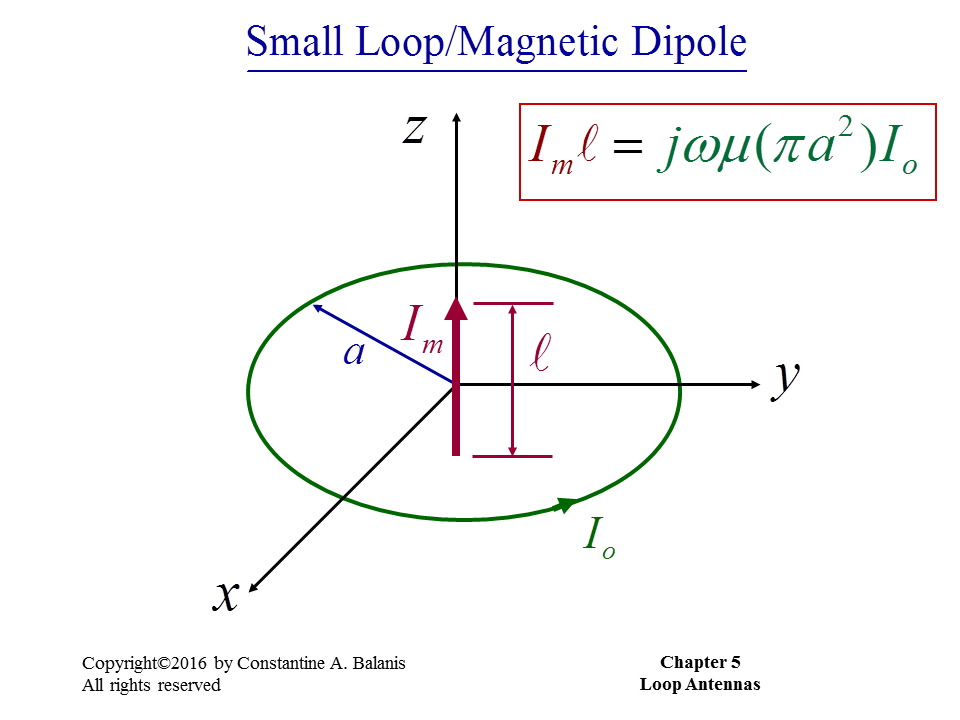 Small Loop/Magnetic Dipole
z
Iₘℓ = jωμ(πa²)Iₒ
Iₘ
a
ℓ
y
Iₒ
x
Copyright©2016 by Constantine A. Balanis
All rights reserved
Chapter 5
Loop Antennas